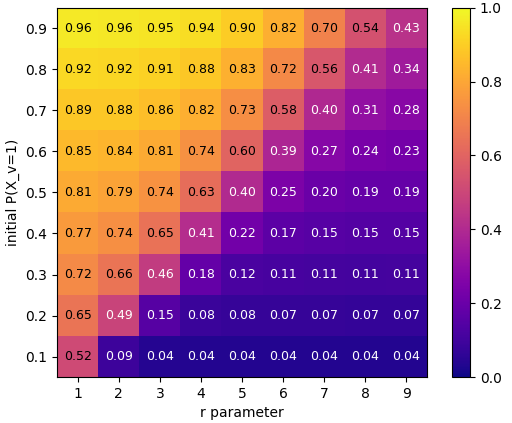 initial P(X_v=1)
0.9 0.96 0.96 0.95 0.94 0.90 0.82 0.70 0.54 0.43
0.8 0.92 0.92 0.91 0.88 0.83 0.72 0.56 0.41 0.34
0.7 0.89 0.88 0.86 0.82 0.73 0.58 0.40 0.31 0.28
0.6 0.85 0.84 0.81 0.74 0.60 0.39 0.27 0.24 0.23
0.5 0.81 0.79 0.74 0.63 0.40 0.25 0.20 0.19 0.19
0.4 0.77 0.74 0.65 0.41 0.22 0.17 0.15 0.15 0.15
0.3 0.72 0.66 0.46 0.18 0.12 0.11 0.11 0.11 0.11
0.2 0.65 0.49 0.15 0.08 0.08 0.07 0.07 0.07 0.07
0.1 0.52 0.09 0.04 0.04 0.04 0.04 0.04 0.04 0.04
1 2 3 4 5 6 7 8 9
r parameter
1.0
0.8
0.6
0.4
0.2
0.0